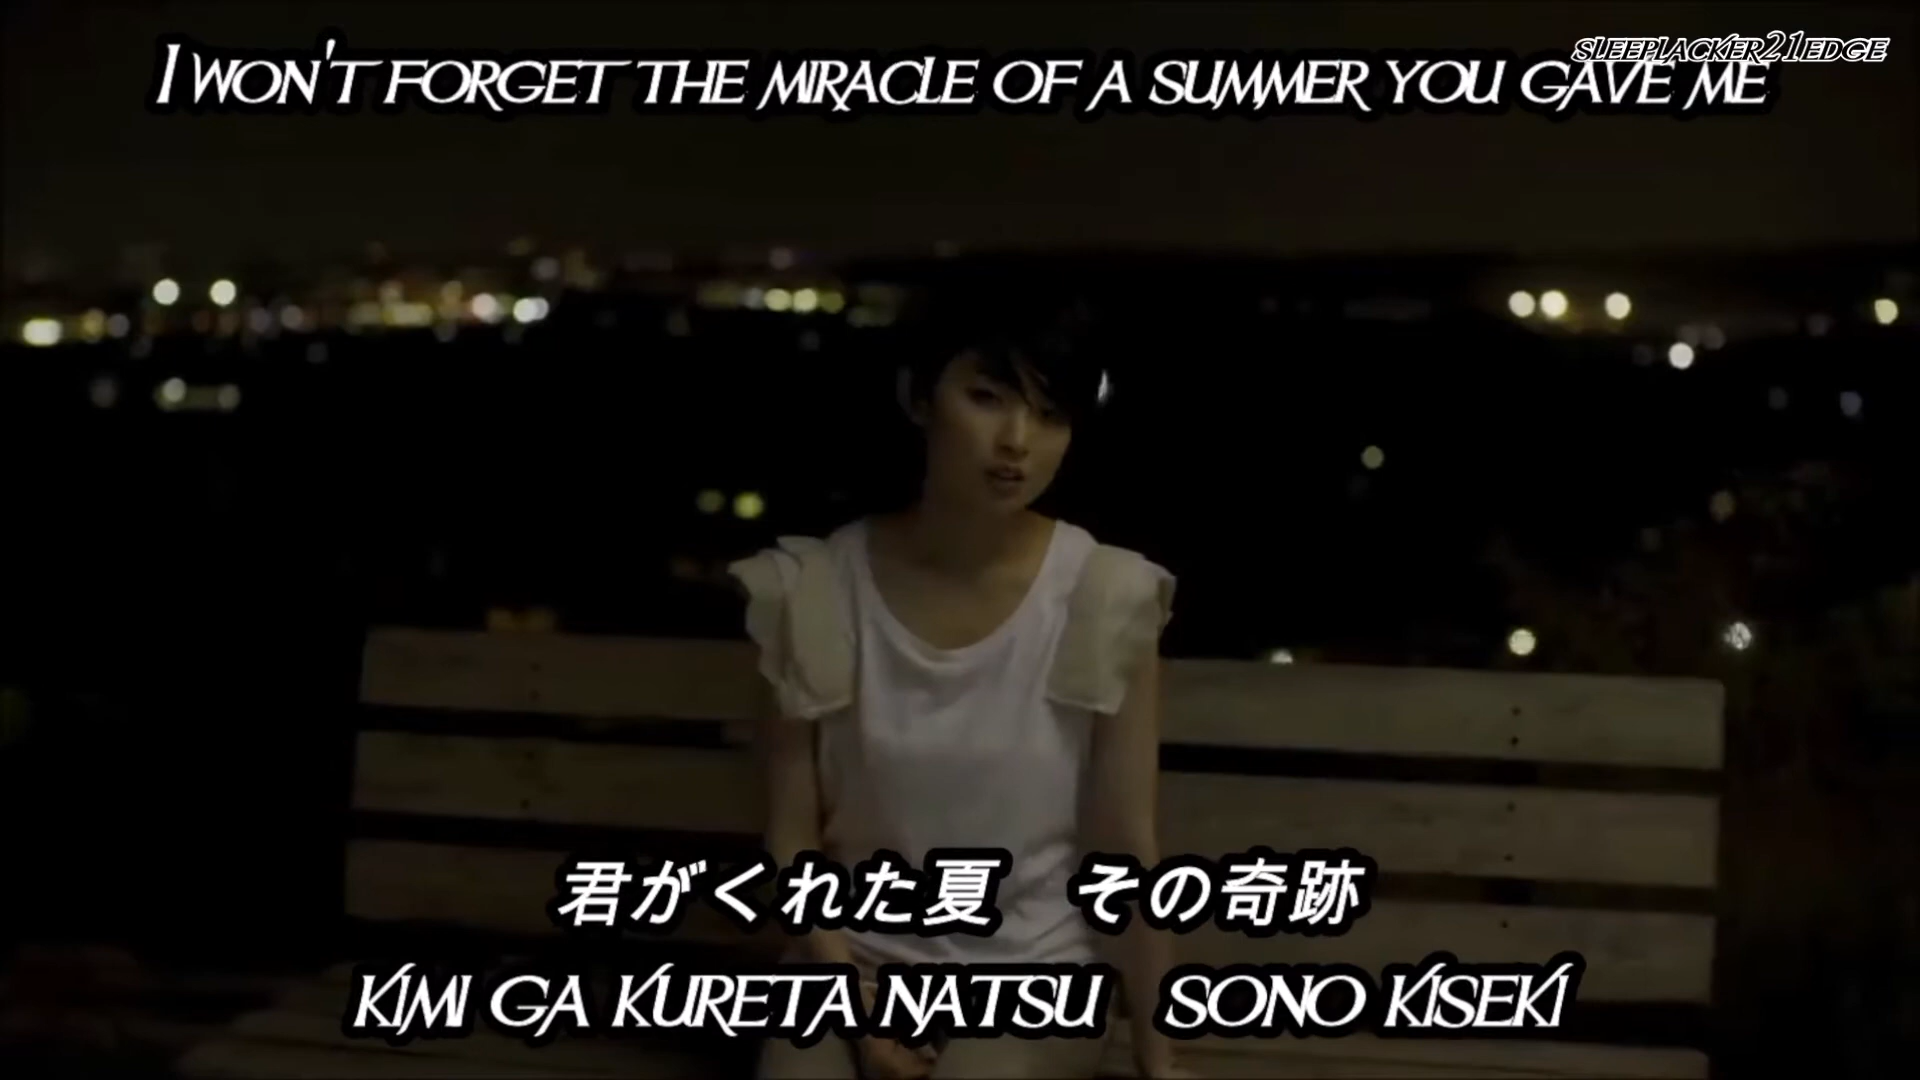 sleeplacker21edge
I won't forget the miracle of a summer you gave me
君がくれた夏　その奇跡
kimi ga kureta natsu　sono kiseki